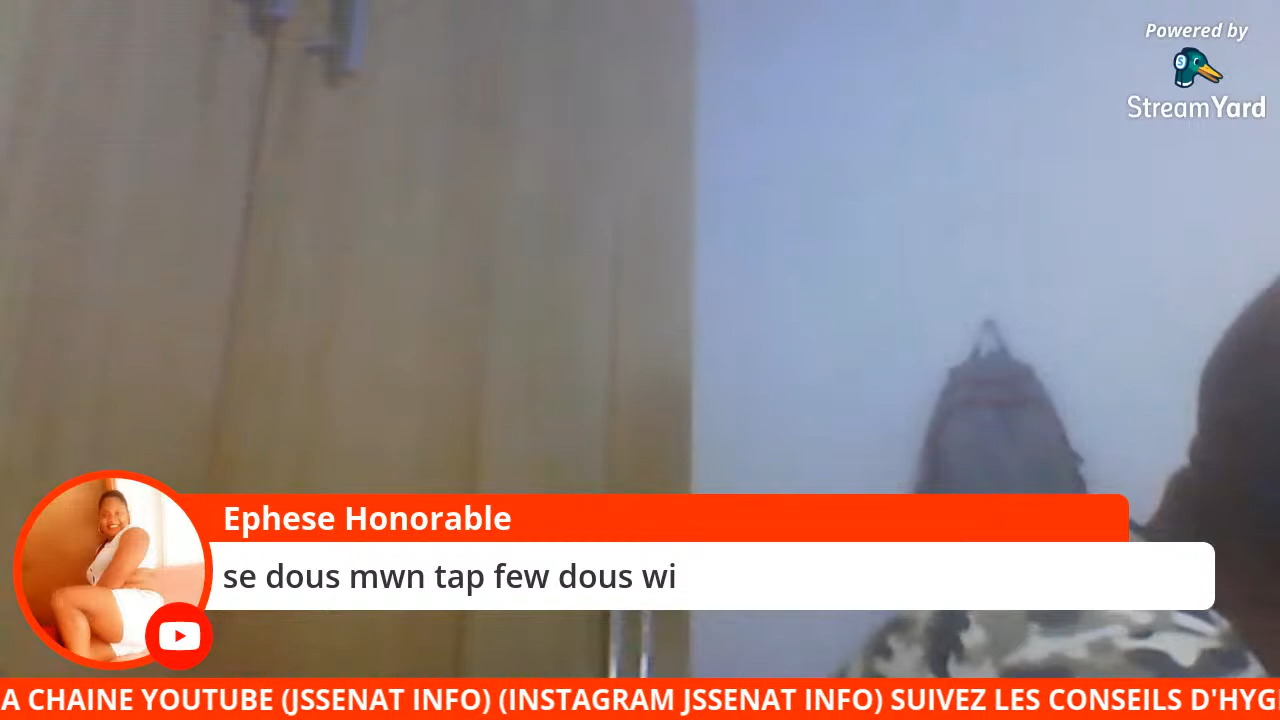 Powered by
StreamYard
Ephese Honorable
se dous mwn tap few dous wi
A CHAINE YOUTUBE (JSSENAT INFO) (INSTAGRAM JSSENAT INFO) SUIVEZ LES CONSEILS D'HYG